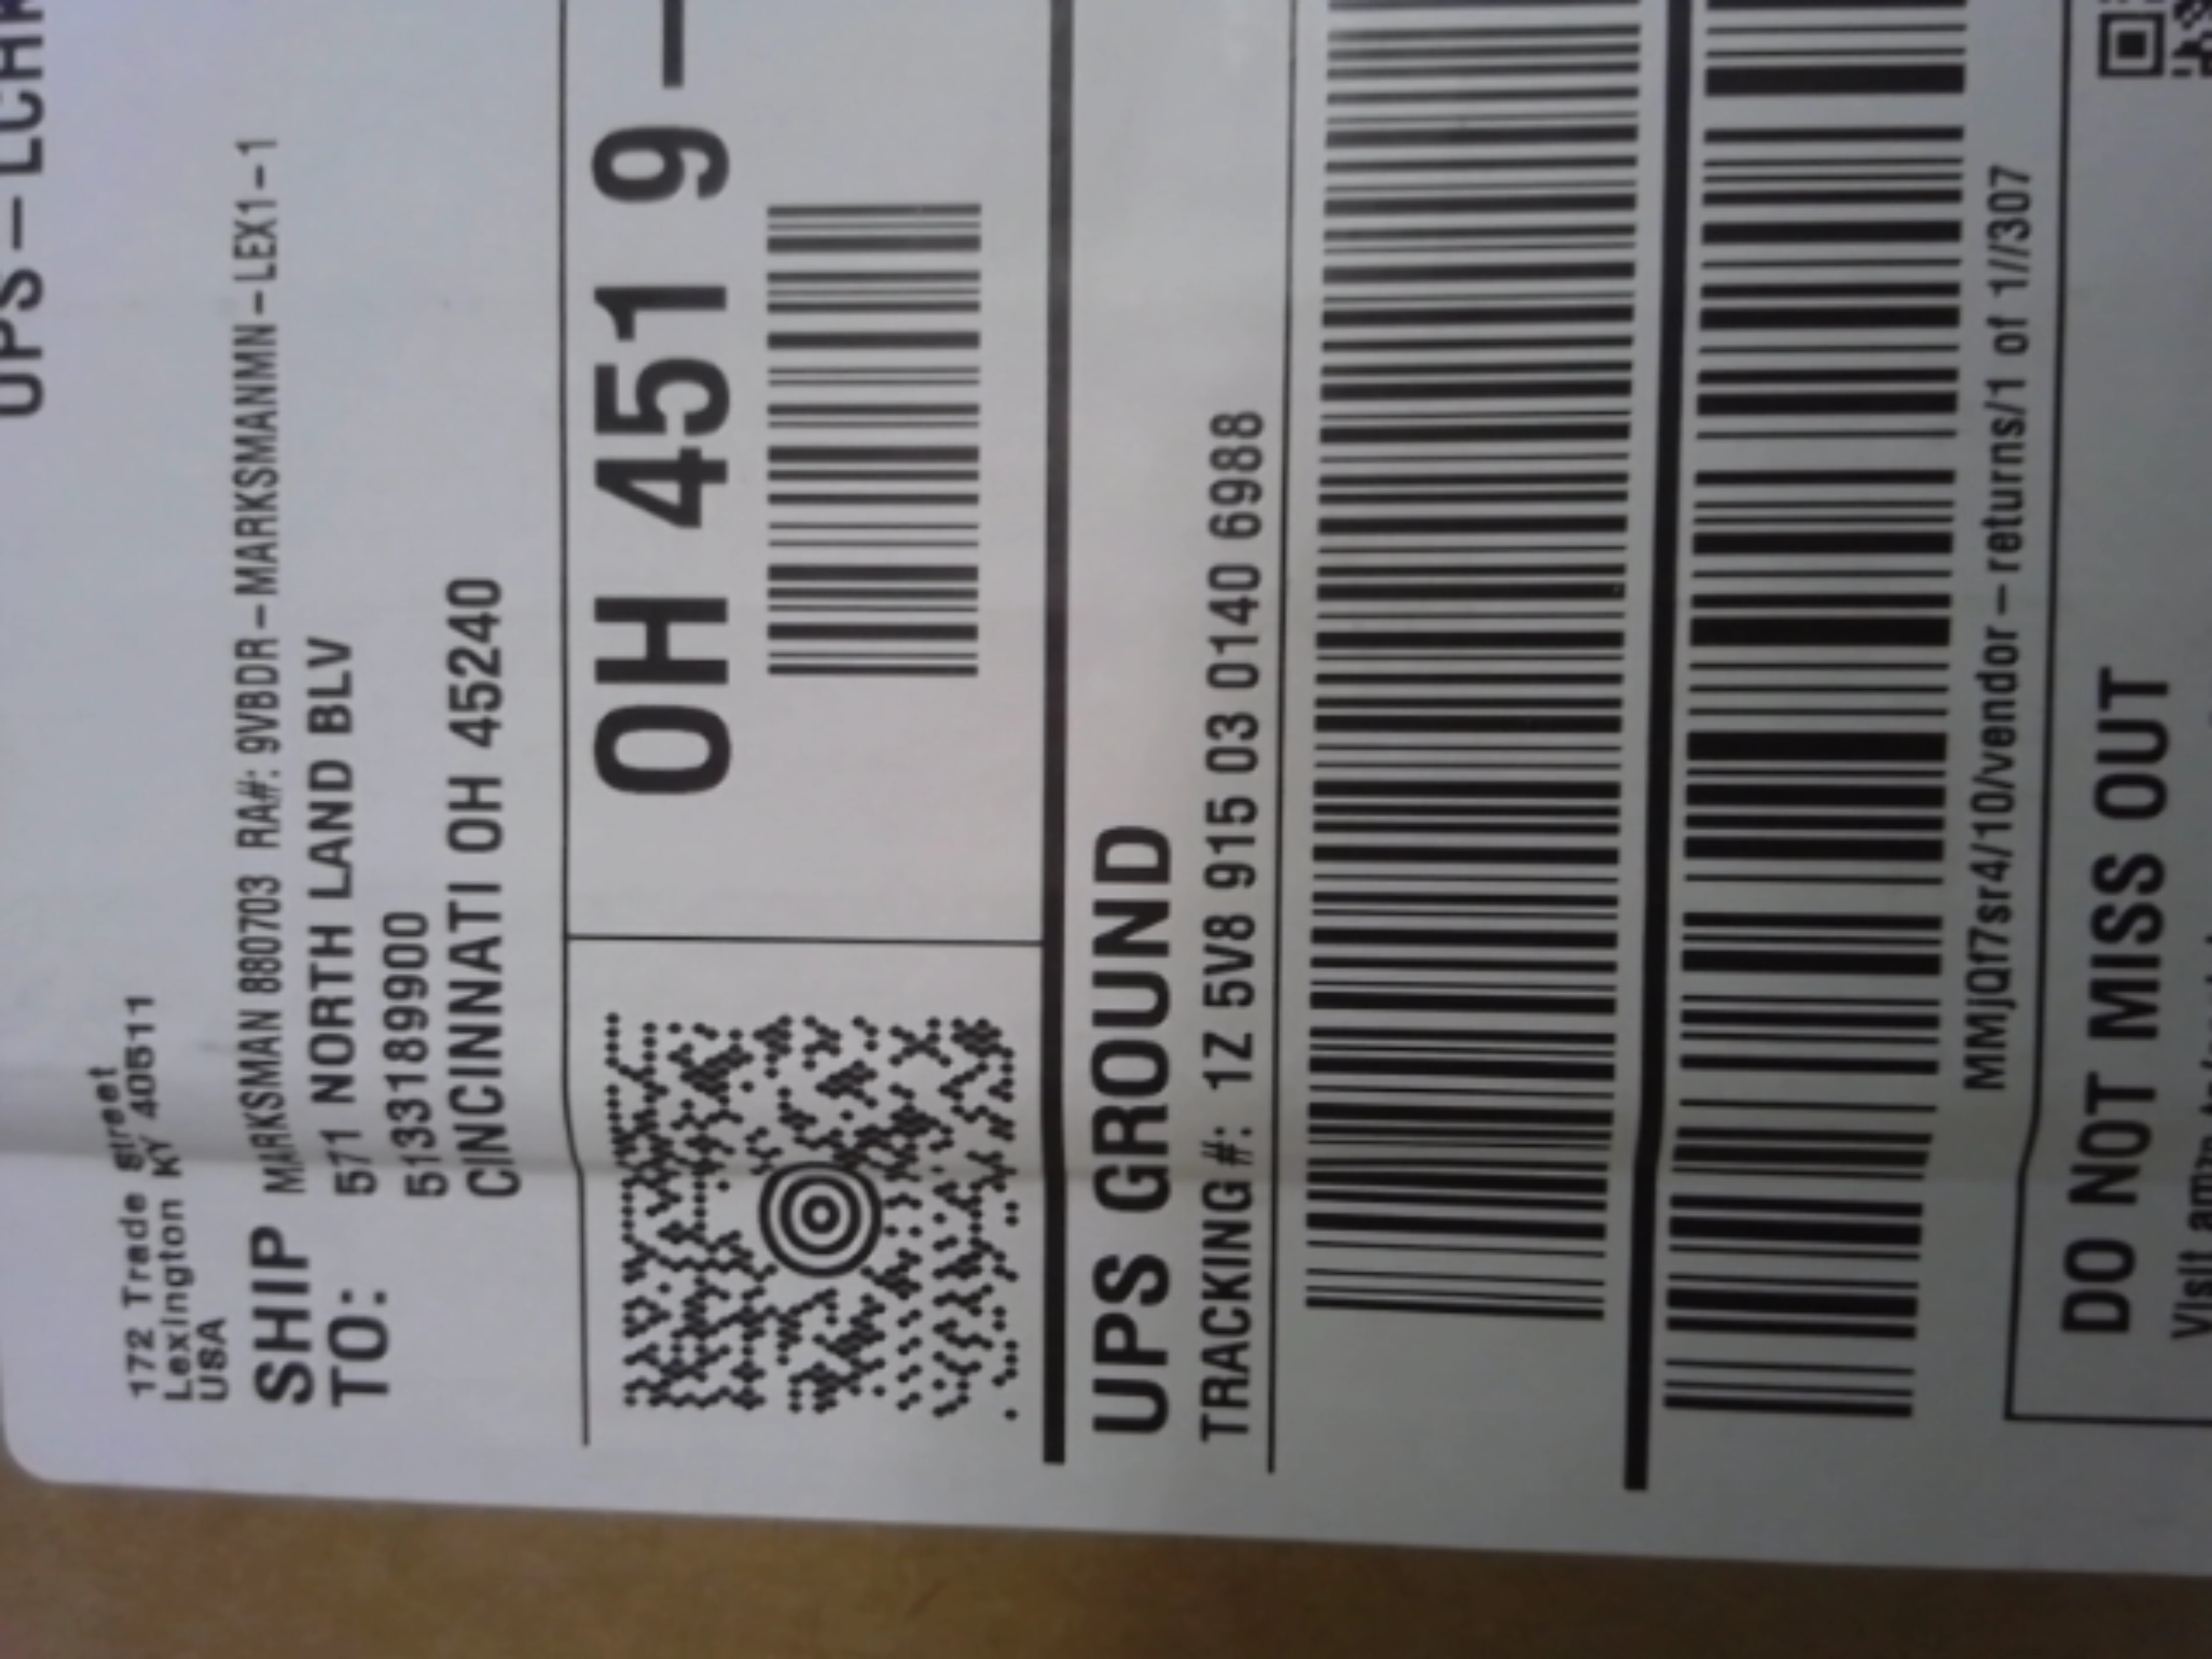 172 Trade Street
Lexington KY 40511
USA
SHIP TO:
MARKSMAN 880703 RA#: 9VBDR-MARKSMANMN-LEX1-1
571 NORTH LAND BLV
5133189900
CINCINNATI OH 45240
OH 451 9-
UPS GROUND
TRACKING #: 1Z 5V8 915 03 0140 6988
MMjQf7sr4/10/vendor-returns/1 of 1//307
DO NOT MISS OUT
Visit